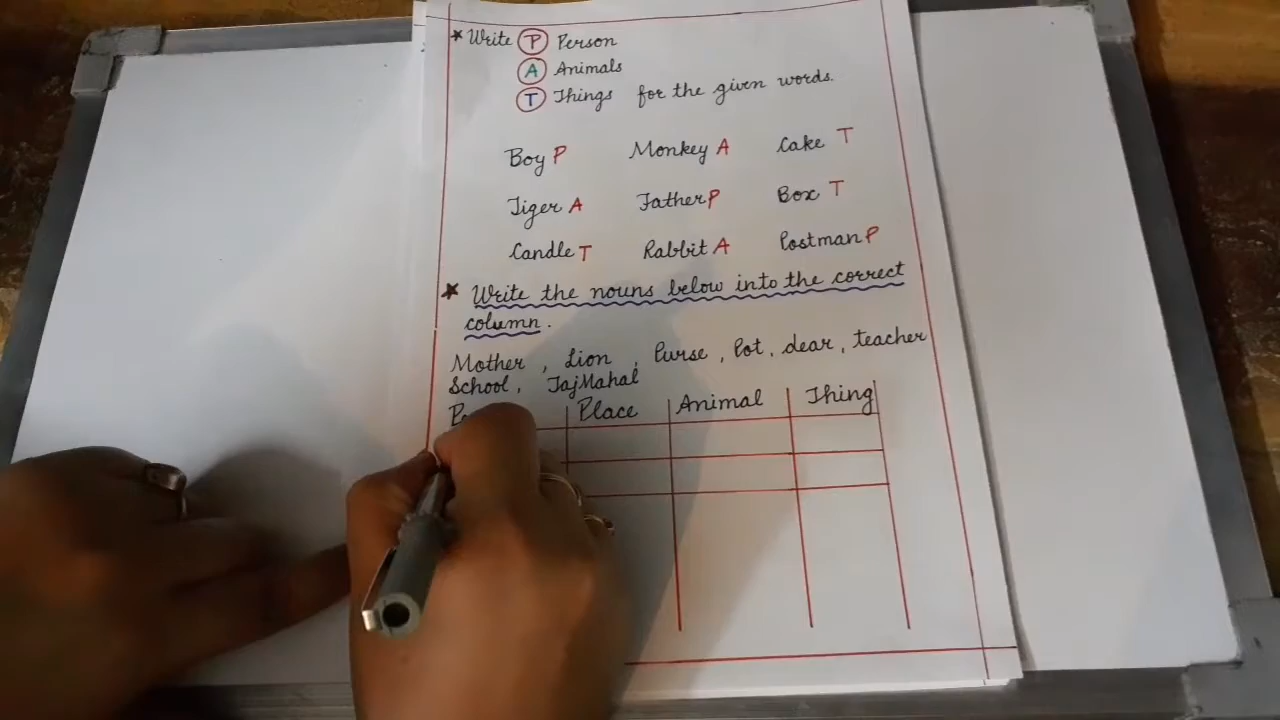 * Write P Person
A Animals
T Things for the given words.
Boy P Monkey A Cake T
Tiger A Father P Box T
Candle T Rabbit A Postman P
* Write the nouns below into the correct
column.
Mother, Lion, Purse, Pot, dear, teacher
School, TajMahal
Place Animal Thing